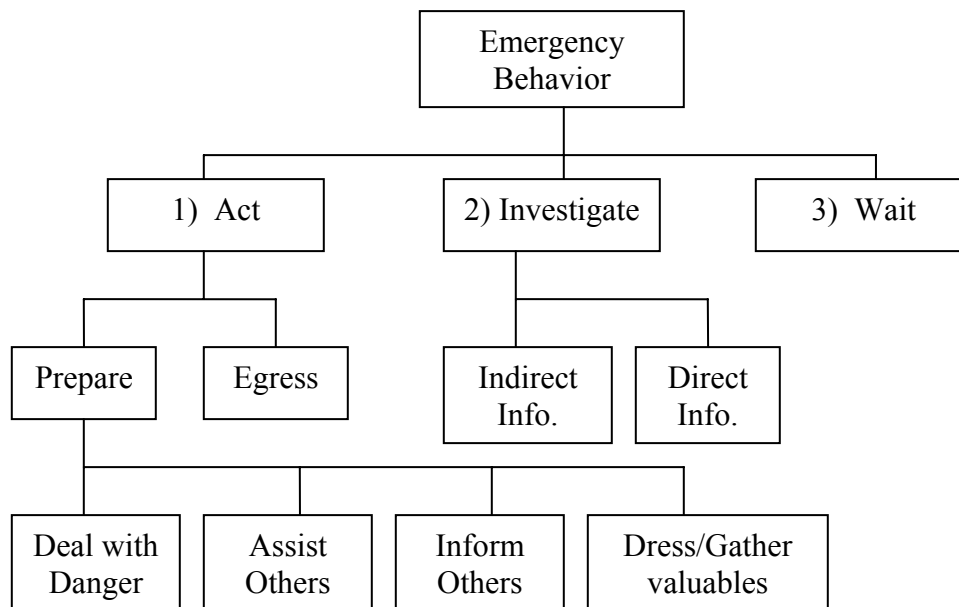 Emergency
Behavior
1) Act
2) Investigate
3) Wait
Prepare
Egress
Indirect
Info.
Direct
Info.
Deal with
Danger
Assist
Others
Inform
Others
Dress/Gather
valuables